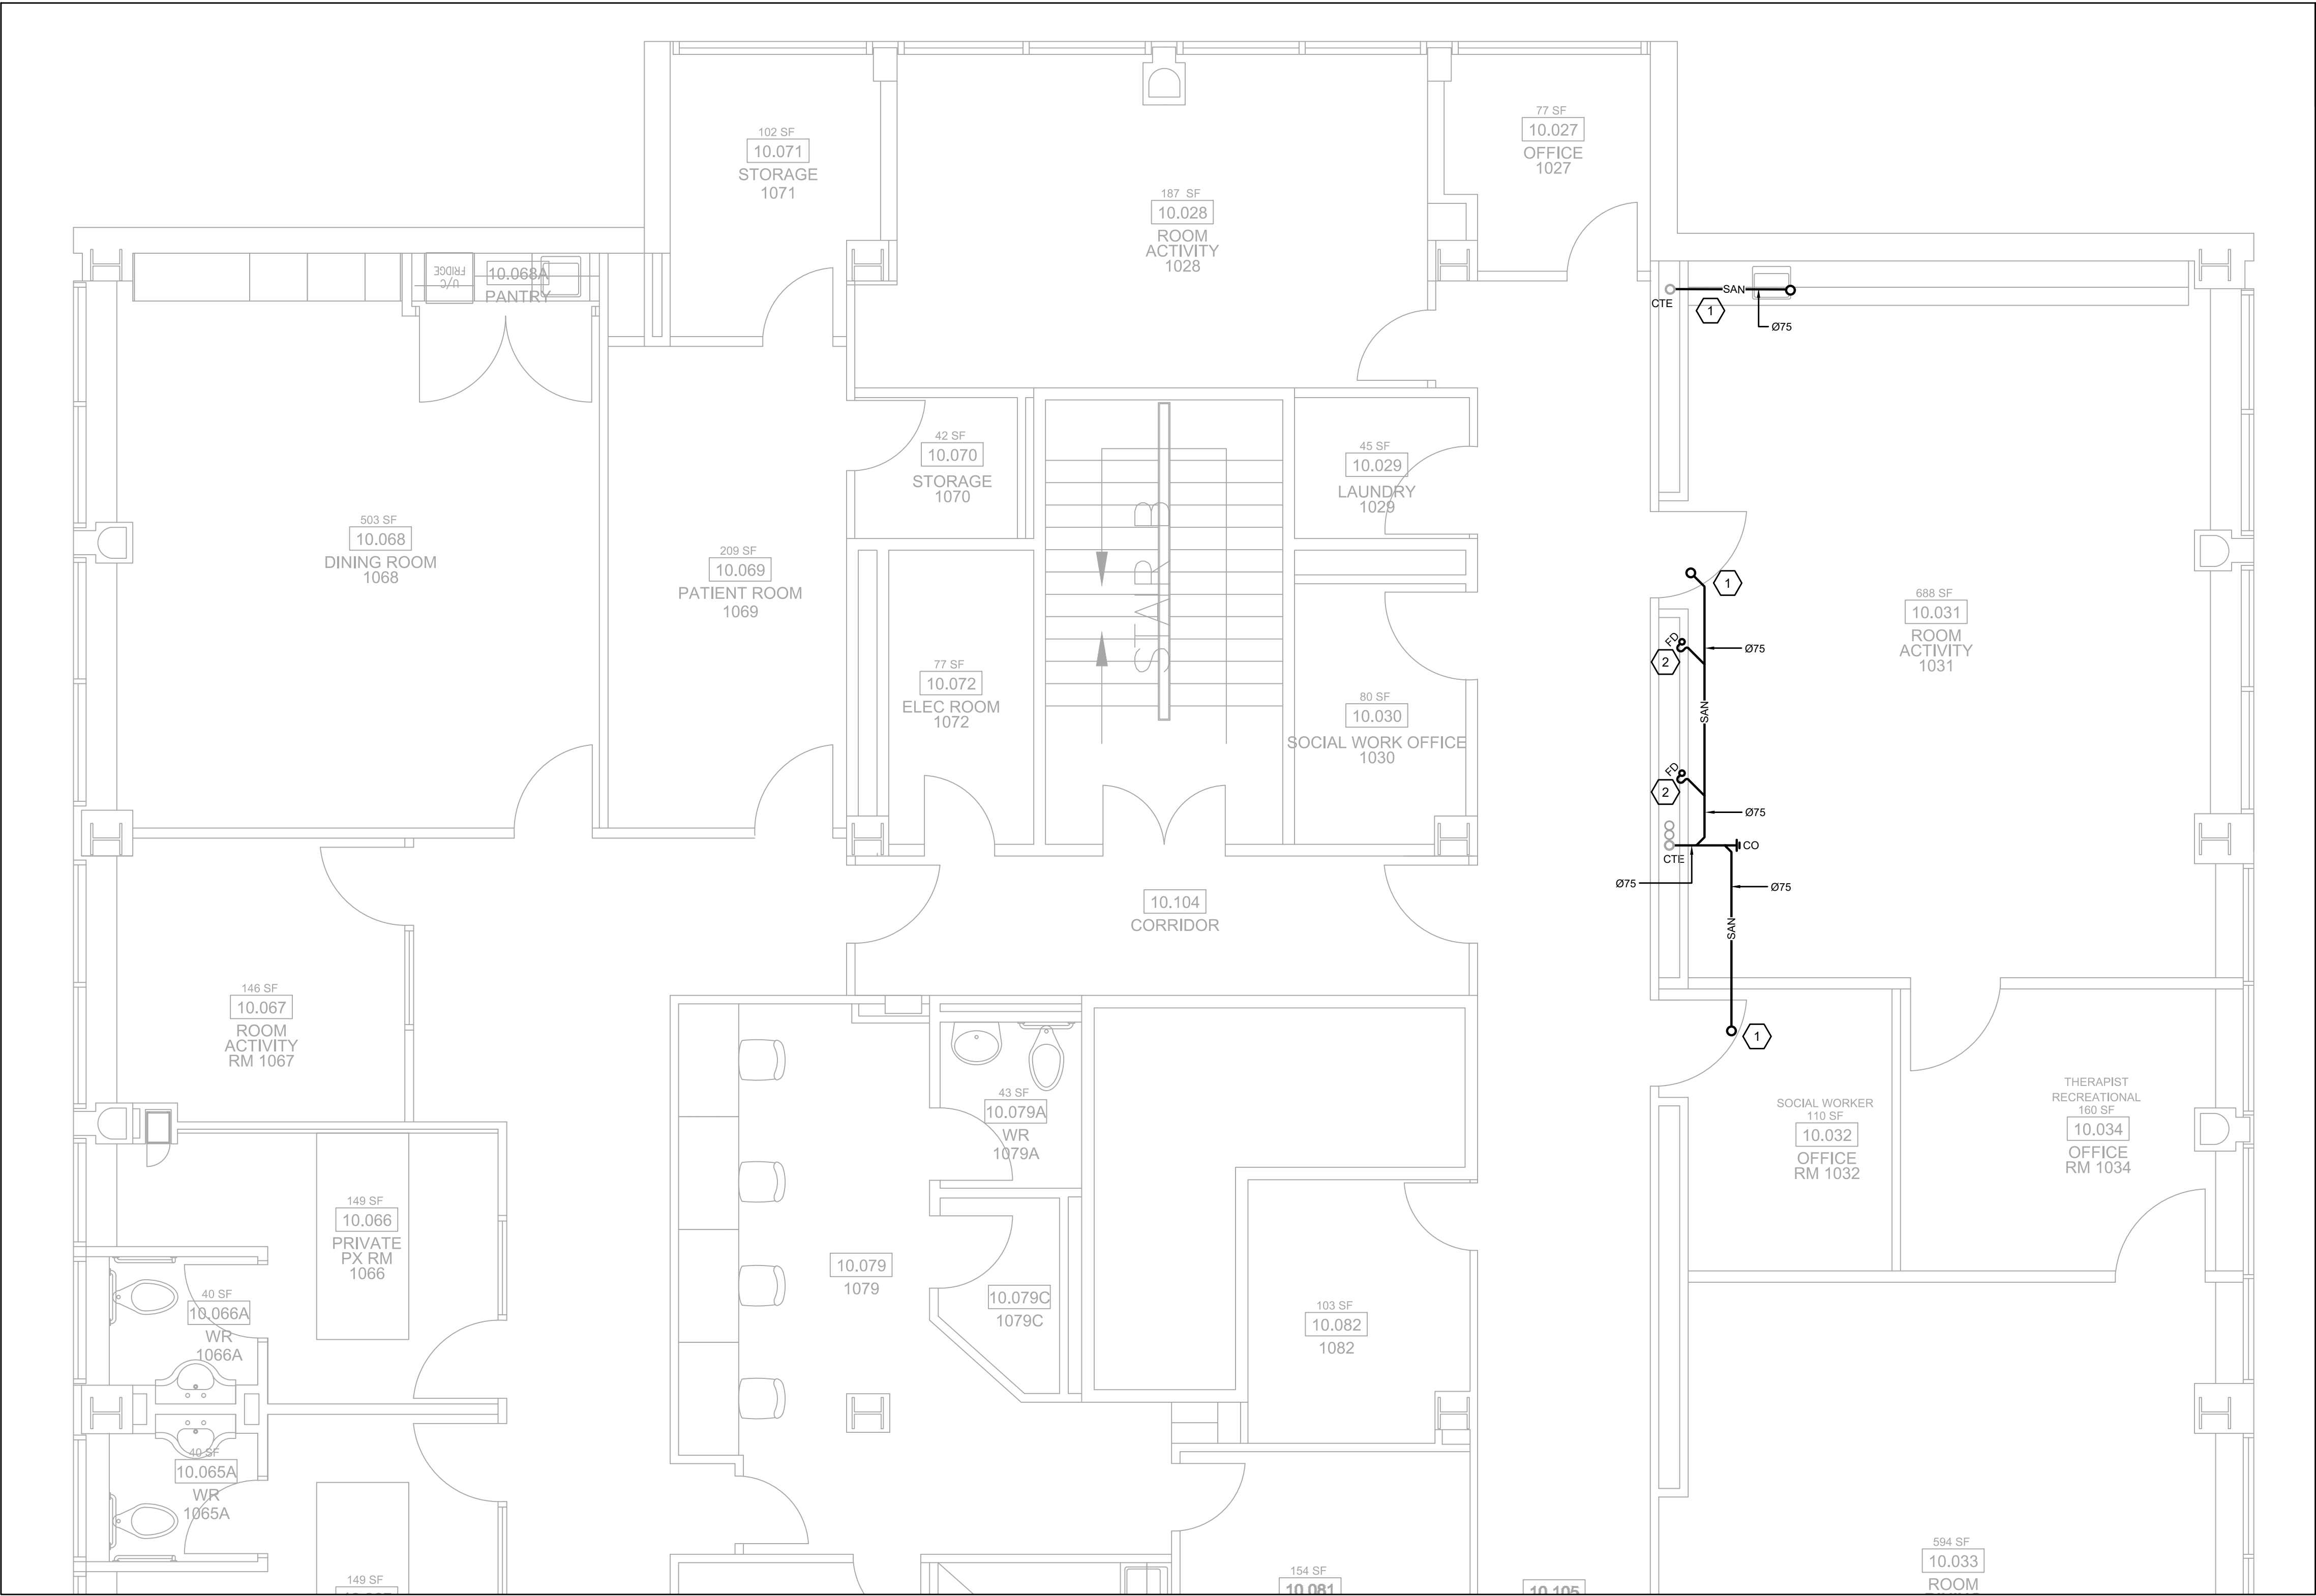 102 SF
10.071
STORAGE
1071
187 SF
10.028
ROOM
ACTIVITY
1028
77 SF
10.027
OFFICE
1027
U/C
FRIDGE
10.068A
PANTRY
SAN
CTE
1
Ø75
503 SF
10.068
DINING ROOM
1068
209 SF
10.069
PATIENT ROOM
1069
42 SF
10.070
STORAGE
1070
STAIR B
45 SF
10.029
LAUNDRY
1029
77 SF
10.072
ELEC ROOM
1072
80 SF
10.030
SOCIAL WORK OFFICE
1030
1
FD
2
Ø75
SAN
FD
2
Ø75
CTE
CO
Ø75
Ø75
SAN
1
688 SF
10.031
ROOM
ACTIVITY
1031
10.104
CORRIDOR
146 SF
10.067
ROOM
ACTIVITY
RM 1067
43 SF
10.079A
WR
1079A
SOCIAL WORKER
110 SF
10.032
OFFICE
RM 1032
THERAPIST
RECREATIONAL
160 SF
10.034
OFFICE
RM 1034
149 SF
10.066
PRIVATE
PX RM
1066
40 SF
10.066A
WR
1066A
10.079
1079
10.079C
1079C
103 SF
10.082
1082
40 SF
10.065A
WR
1065A
149 SF
154 SF
10.081
10.105
594 SF
10.033
ROOM